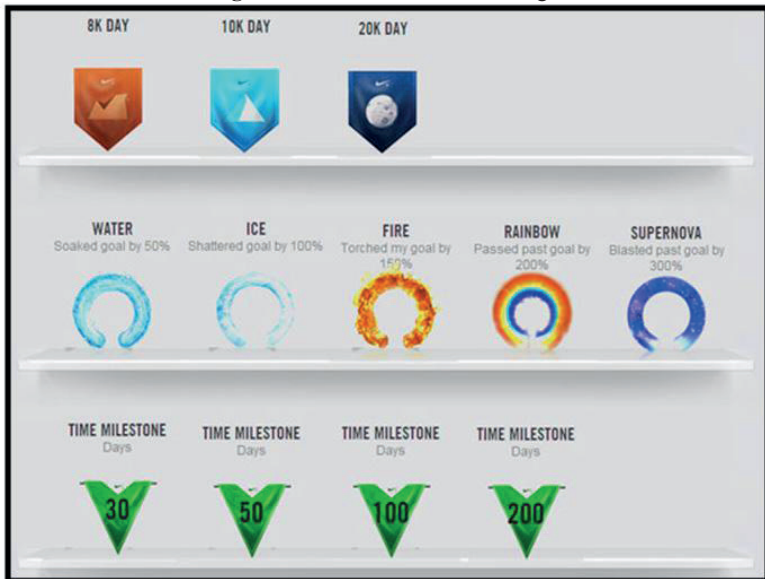 8K DAY 10K DAY 20K DAY
WATER ICE FIRE RAINBOW SUPERNOVA
Soaked goal by 50% Shattered goal by 100% Torched my goal by Passed past goal by Blasted past goal by
150% 200% 300%
TIME MILESTONE TIME MILESTONE TIME MILESTONE TIME MILESTONE
Days Days Days Days
30 50 100 200